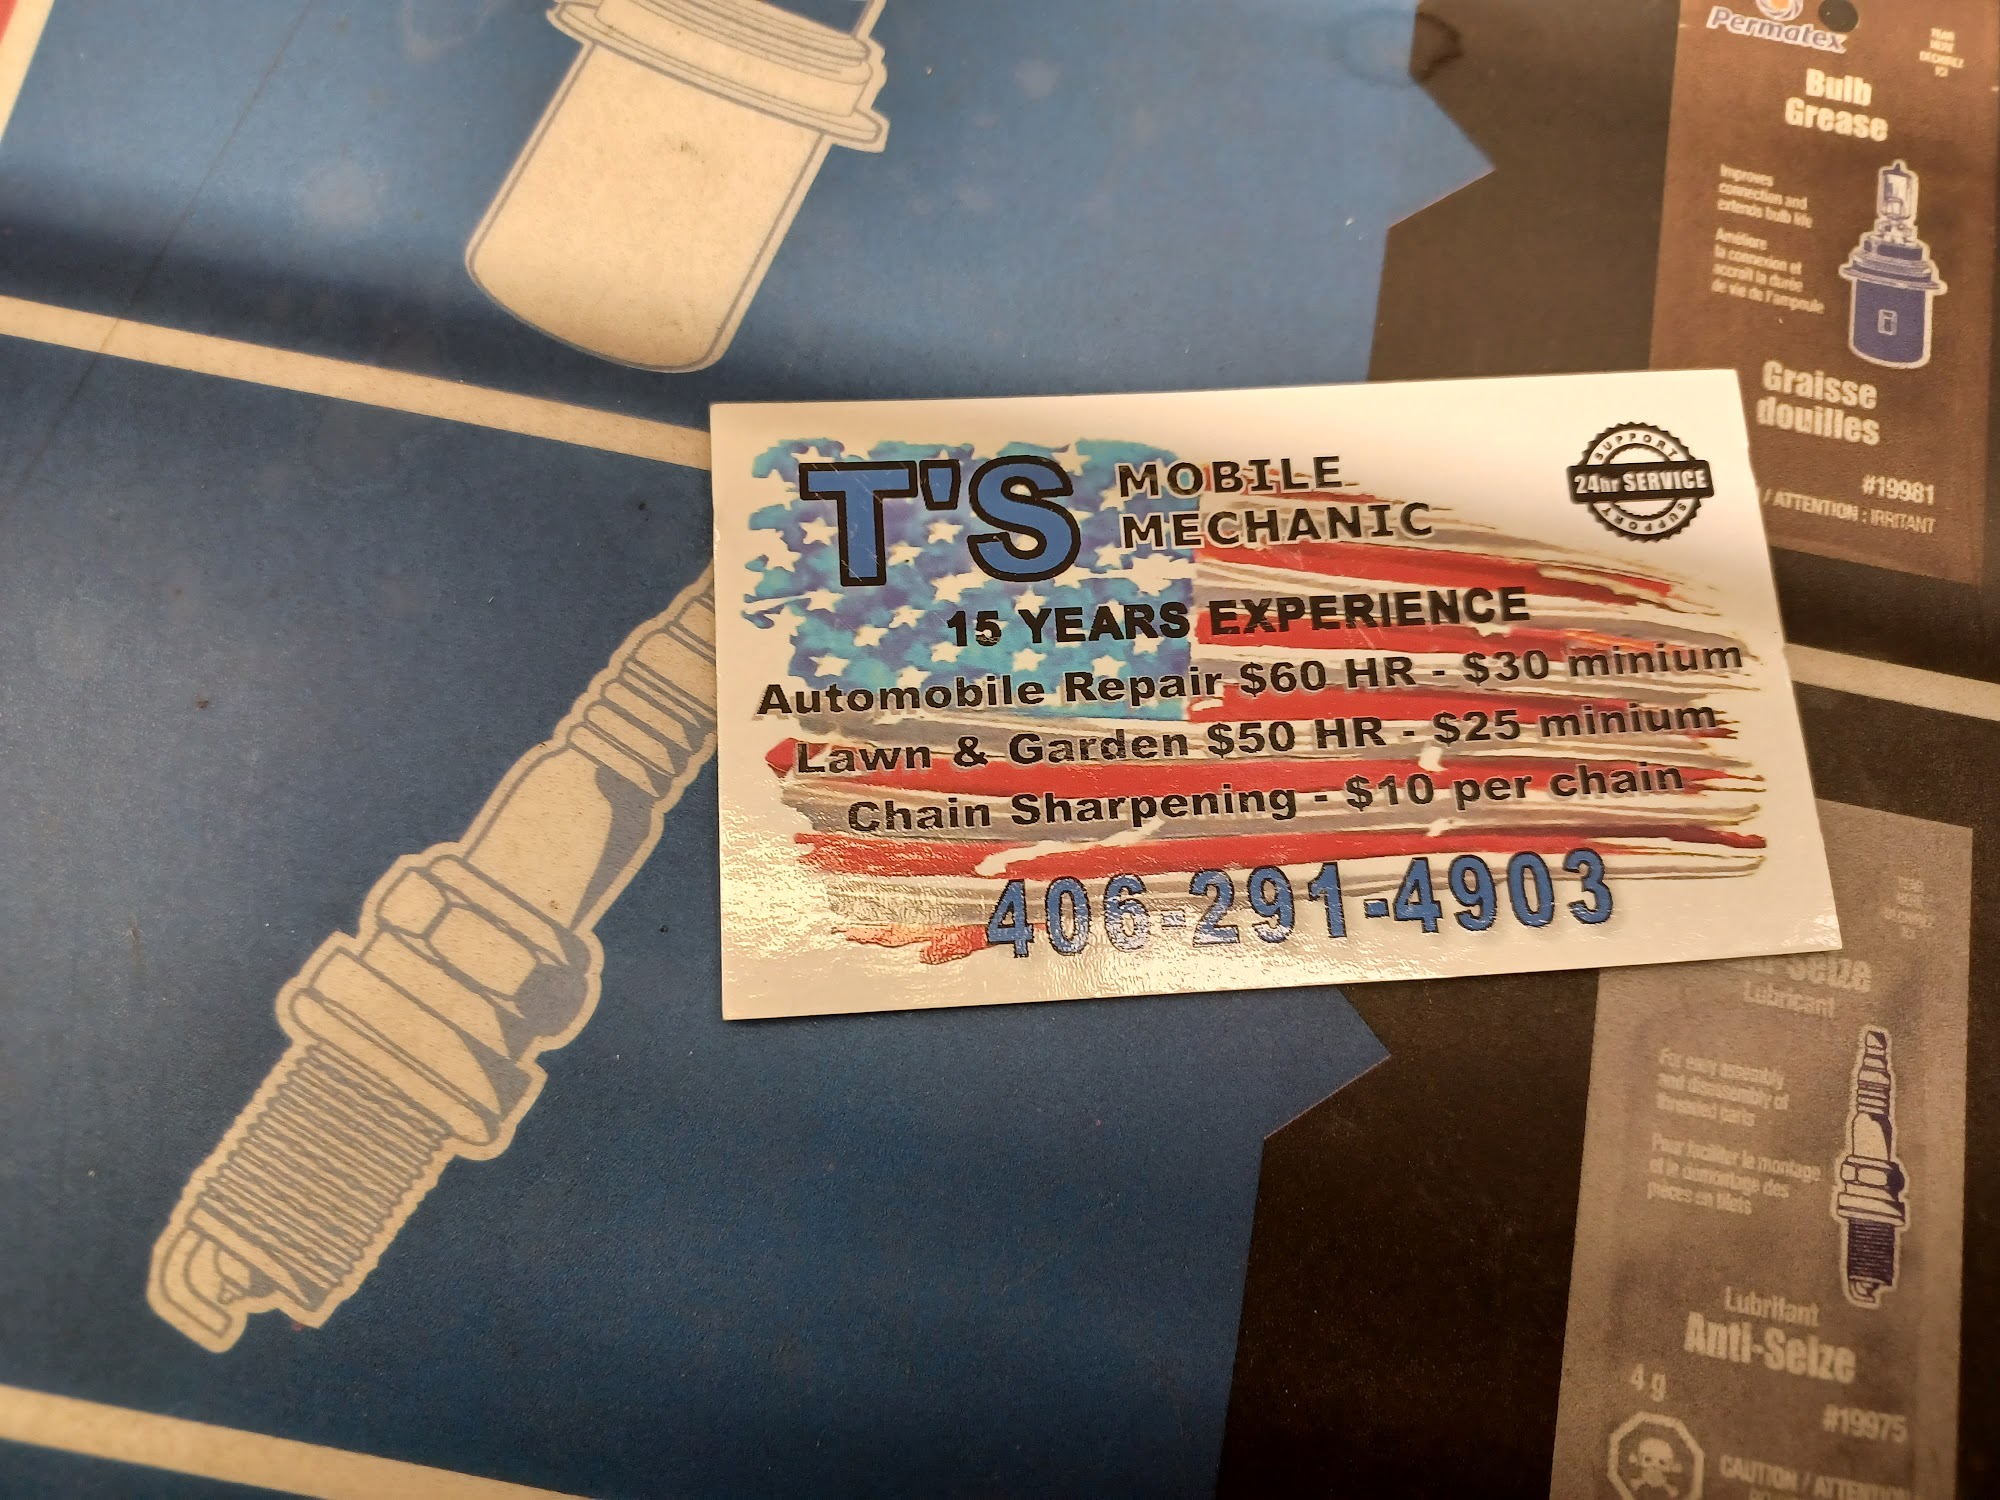 Permatex
Bulb
Grease
Improves
connection and
extends bulb life
Améliore
la connexion et
accroît la durée
de vie de l'ampoule
Graisse
douilles
#19981
/ ATTENTION : IRRITANT
T'S
MOBILE
MECHANIC
SUPPORT
24hr SERVICE
SUPPORT
15 YEARS EXPERIENCE
Automobile Repair $60 HR - $30 minium
Lawn & Garden $50 HR - $25 minium
Chain Sharpening - $10 per chain
406-291-4903
Seize
Lubricant
For easy assembly
and disassembly of
threaded parts
Pour faciliter le montage
et le démontage des
pièces en filets
Lubrifiant
Anti-Seize
4 g
#19975
CAUTION / ATTENTION